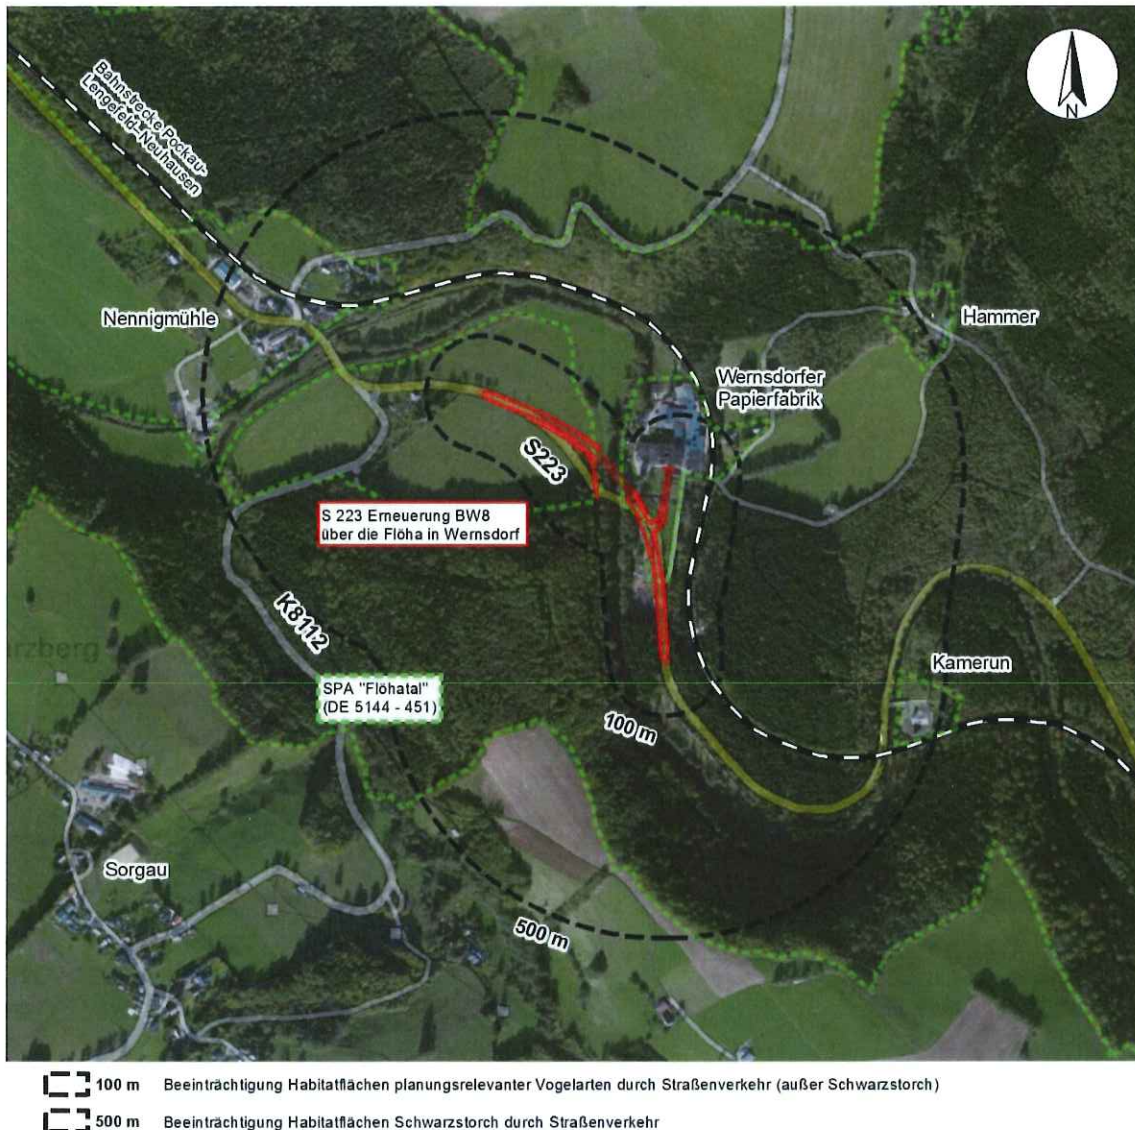 N
Bahnstrecke Pockau-
Lengefeld-Neuhausen
Nennigmühle
Hammer
Wernsdorfer
Papierfabrik
S223
S 223 Erneuerung BW8
über die Flöha in Wernsdorf
K8112
arzberg
Kamerun
SPA "Flöhatal"
(DE 5144 - 451)
100 m
Sorgau
500 m
100 m Beeinträchtigung Habitatflächen planungsrelevanter Vogelarten durch Straßenverkehr (außer Schwarzstorch)
500 m Beeinträchtigung Habitatflächen Schwarzstorch durch Straßenverkehr